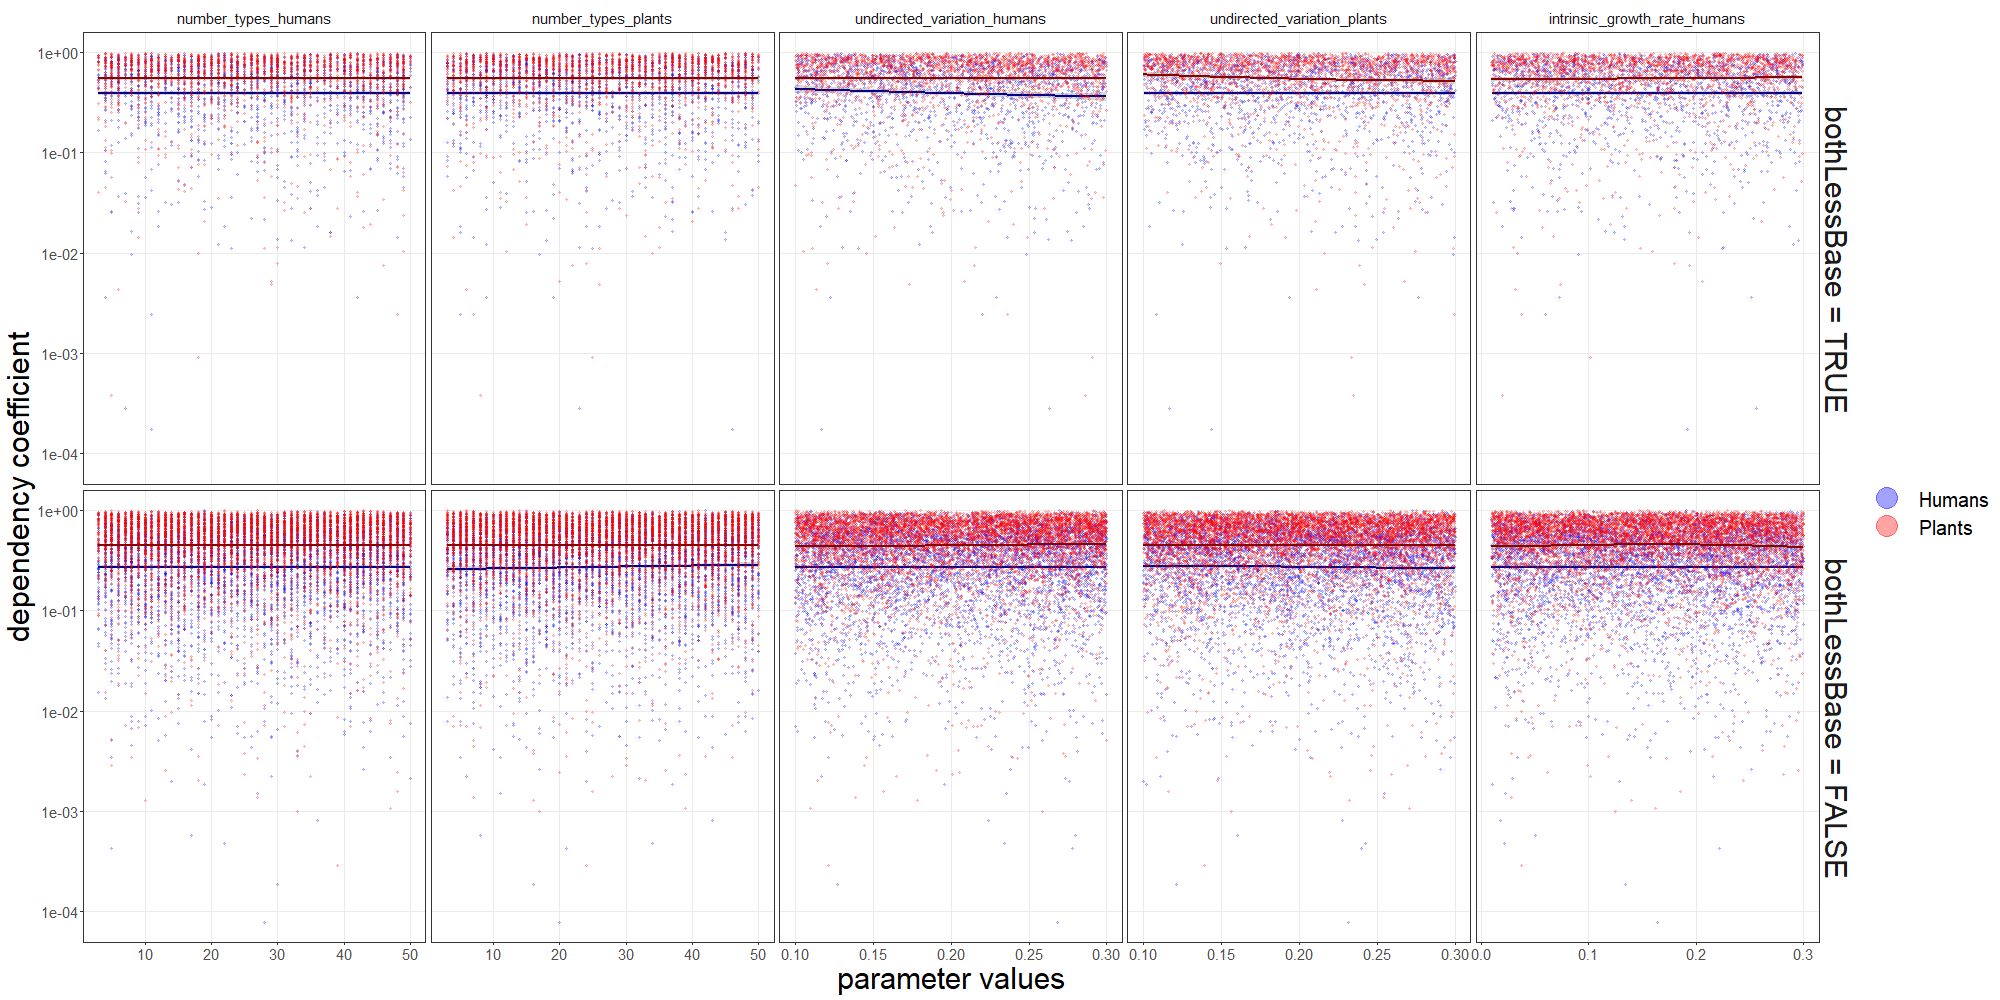 number_types_humans
number_types_plants
undirected_variation_humans
undirected_variation_plants
intrinsic_growth_rate_humans
dependency coefficient
1e+00
1e-01
1e-02
1e-03
1e-04
bothLessBase = TRUE
1e+00
1e-01
1e-02
1e-03
1e-04
bothLessBase = FALSE
10 20 30 40 50
10 20 30 40 50
0.10 0.15 0.20 0.25 0.30
0.10 0.15 0.20 0.25 0.30
0.0 0.1 0.2 0.3
parameter values
Humans
Plants